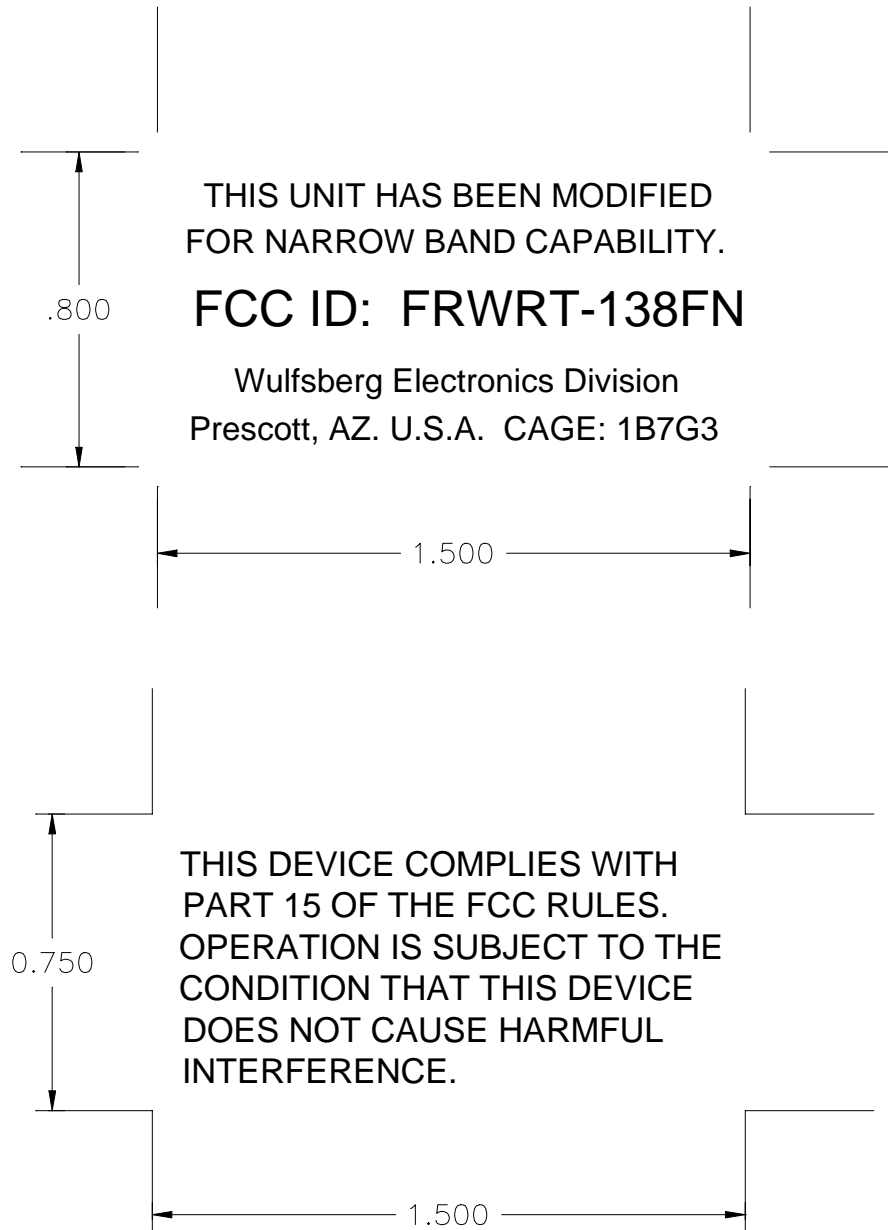 THIS UNIT HAS BEEN MODIFIED
FOR NARROW BAND CAPABILITY.
.800
FCC ID: FRWRT-138FN
Wulfsberg Electronics Division
Prescott, AZ. U.S.A. CAGE: 1B7G3
1.500
THIS DEVICE COMPLIES WITH
PART 15 OF THE FCC RULES.
OPERATION IS SUBJECT TO THE
0.750
CONDITION THAT THIS DEVICE
DOES NOT CAUSE HARMFUL
INTERFERENCE.
1.500